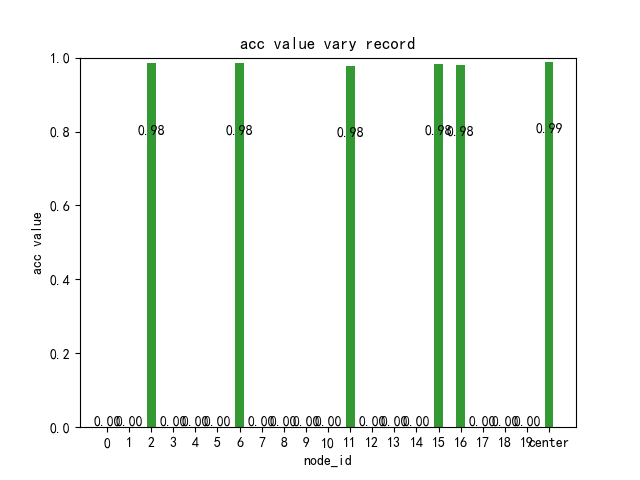 acc value vary record
acc value
1.0
0.8
0.6
0.4
0.2
0.0
0.98 0.98 0.98 0.98 0.98 0.99
0.00 0.00 0.00 0.00 0.00 0.00 0.00 0.00 0.00 0.00 0.00 0.00 0.00 0.00 0.00
0 1 2 3 4 5 6 7 8 9 10 11 12 13 14 15 16 17 18 19 center
node_id